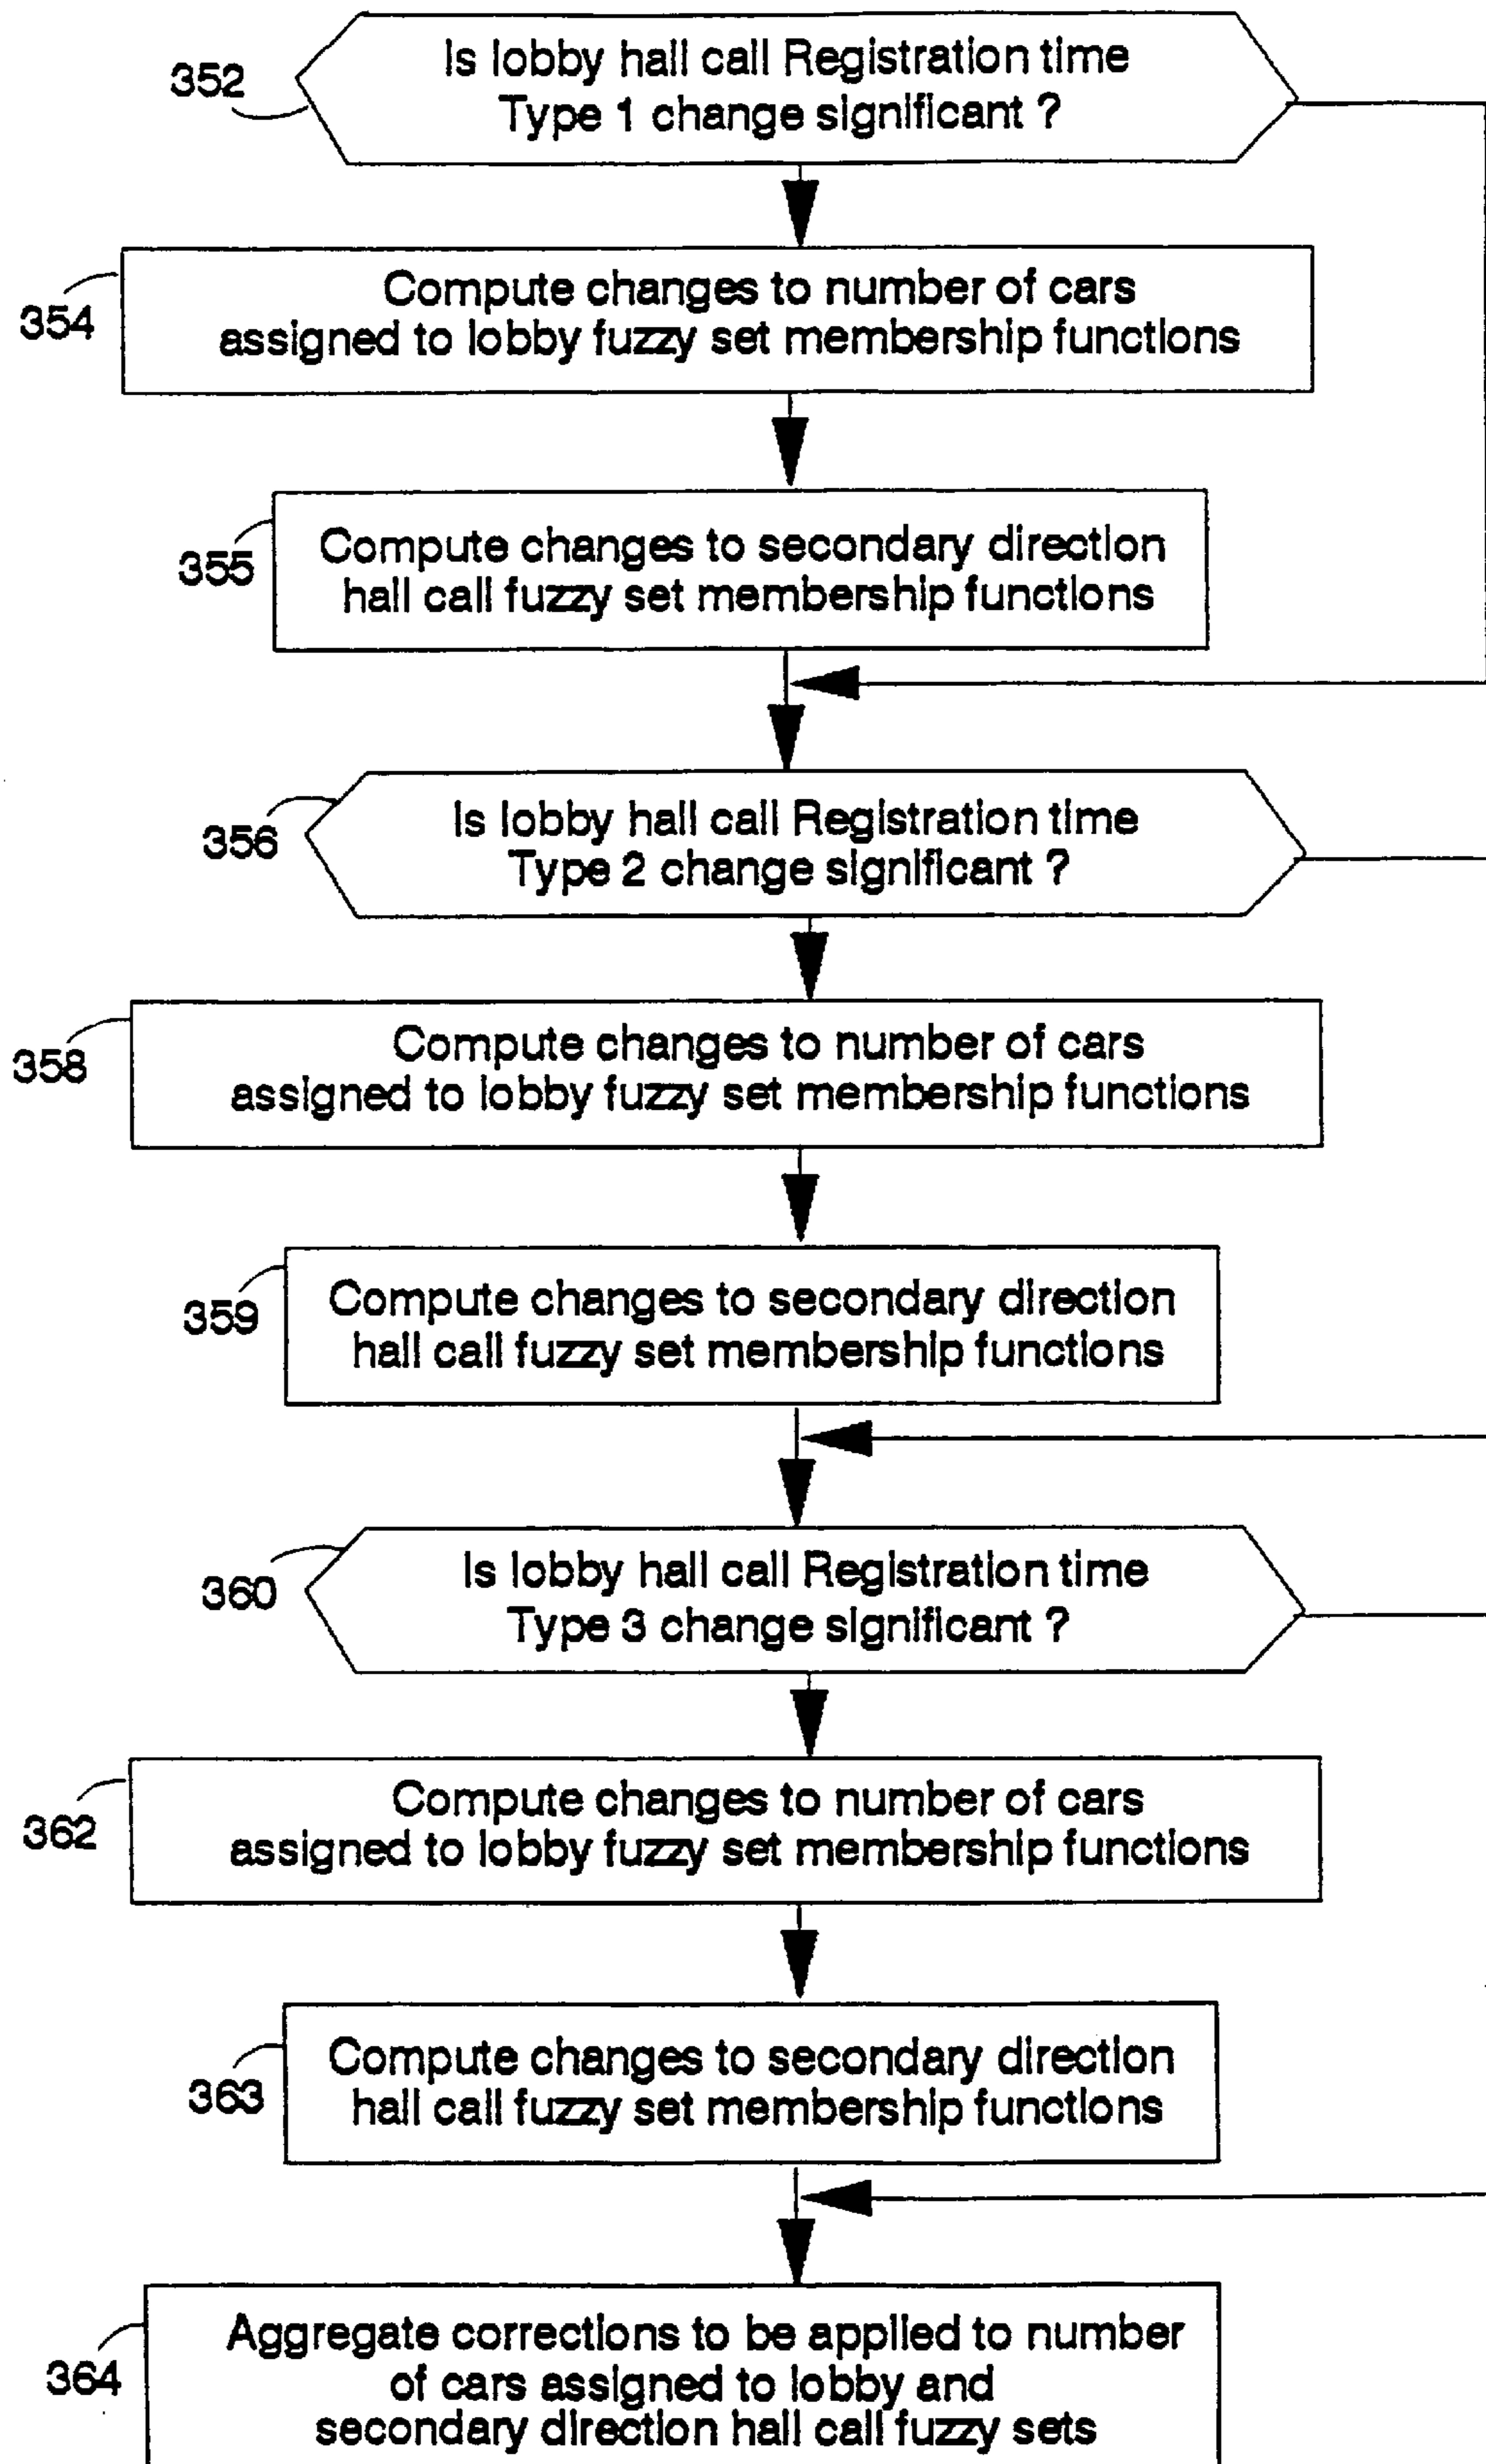 352
Is lobby hall call Registration time
Type 1 change significant ?
354
Compute changes to number of cars
assigned to lobby fuzzy set membership functions
355
Compute changes to secondary direction
hall call fuzzy set membership functions
356
Is lobby hall call Registration time
Type 2 change significant ?
358
Compute changes to number of cars
assigned to lobby fuzzy set membership functions
359
Compute changes to secondary direction
hall call fuzzy set membership functions
360
Is lobby hall call Registration time
Type 3 change significant ?
362
Compute changes to number of cars
assigned to lobby fuzzy set membership functions
363
Compute changes to secondary direction
hall call fuzzy set membership functions
364
Aggregate corrections to be applied to number
of cars assigned to lobby and
secondary direction hall call fuzzy sets